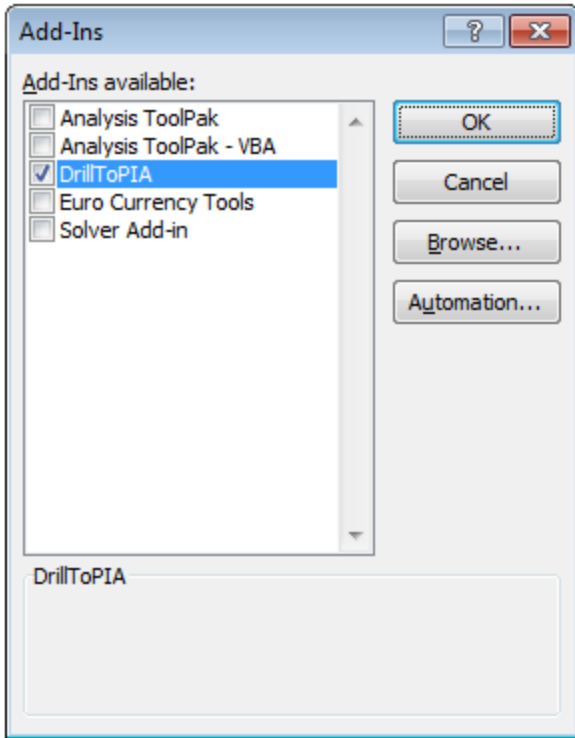 Add-Ins
Add-Ins available:
Analysis ToolPak
Analysis ToolPak - VBA
DrillToPIA
Euro Currency Tools
Solver Add-in
OK
Cancel
Browse...
Automation...
DrillToPIA